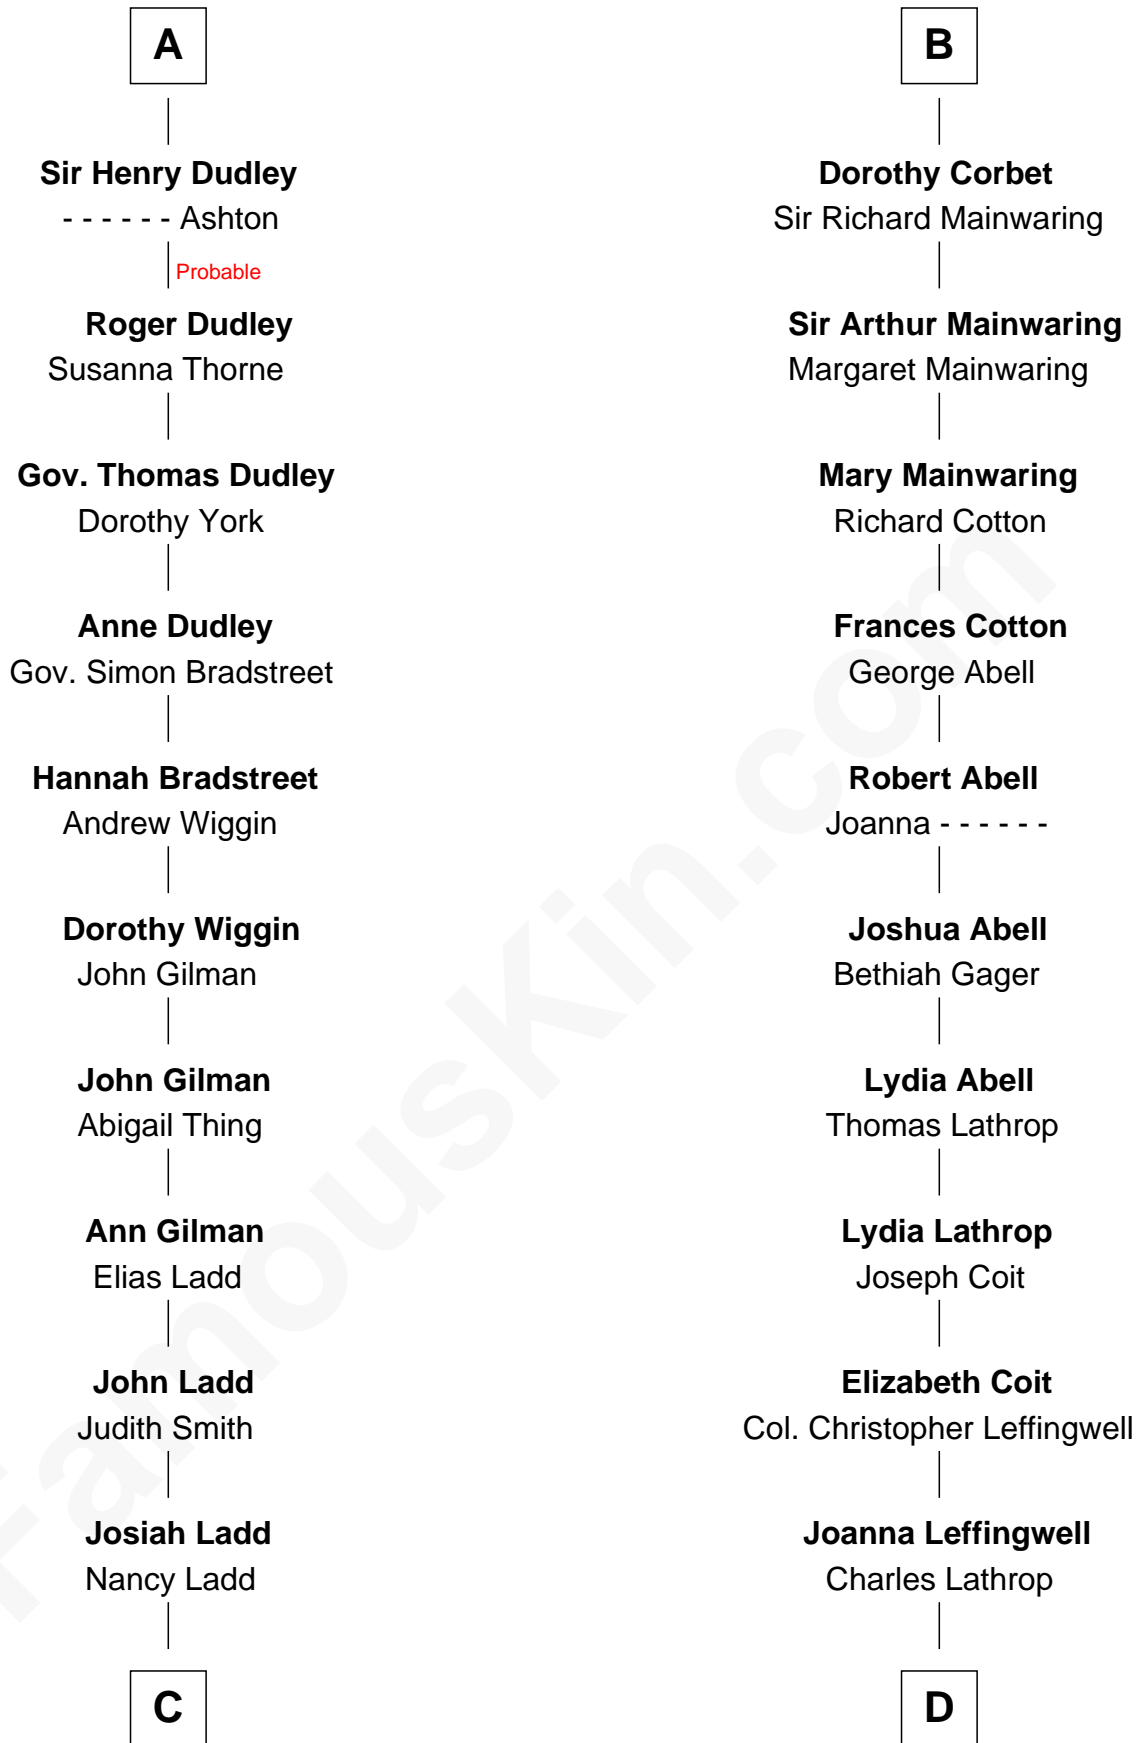 A
Sir Henry Dudley
- - - - - - Ashton
Probable
Roger Dudley
Susanna Thorne
Gov. Thomas Dudley
Dorothy York
Anne Dudley
Gov. Simon Bradstreet
Hannah Bradstreet
Andrew Wiggin
Dorothy Wiggin
John Gilman
John Gilman
Abigail Thing
Ann Gilman
Elias Ladd
John Ladd
Judith Smith
Josiah Ladd
Nancy Ladd
C
B
Dorothy Corbet
Sir Richard Mainwaring
Sir Arthur Mainwaring
Margaret Mainwaring
Mary Mainwaring
Richard Cotton
Frances Cotton
George Abell
Robert Abell
Joanna - - - - - -
Joshua Abell
Bethiah Gager
Lydia Abell
Thomas Lathrop
Lydia Lathrop
Joseph Coit
Elizabeth Coit
Col. Christopher Leffingwell
Joanna Leffingwell
Charles Lathrop
D
FamousKin.com